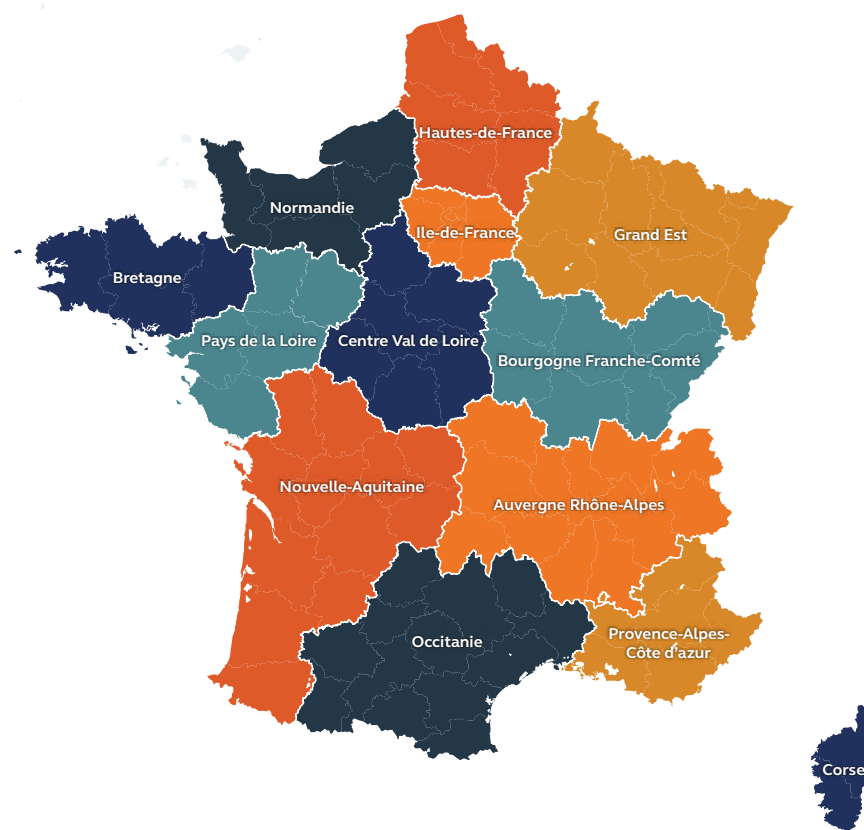 Hautes-de-France
Normandie
Ile-de-France
Grand Est
Bretagne
Pays de la Loire
Centre Val de Loire
Bourgogne Franche-Comté
Nouvelle-Aquitaine
Auvergne Rhône-Alpes
Occitanie
Provence-Alpes-
Côte d'azur
Corse